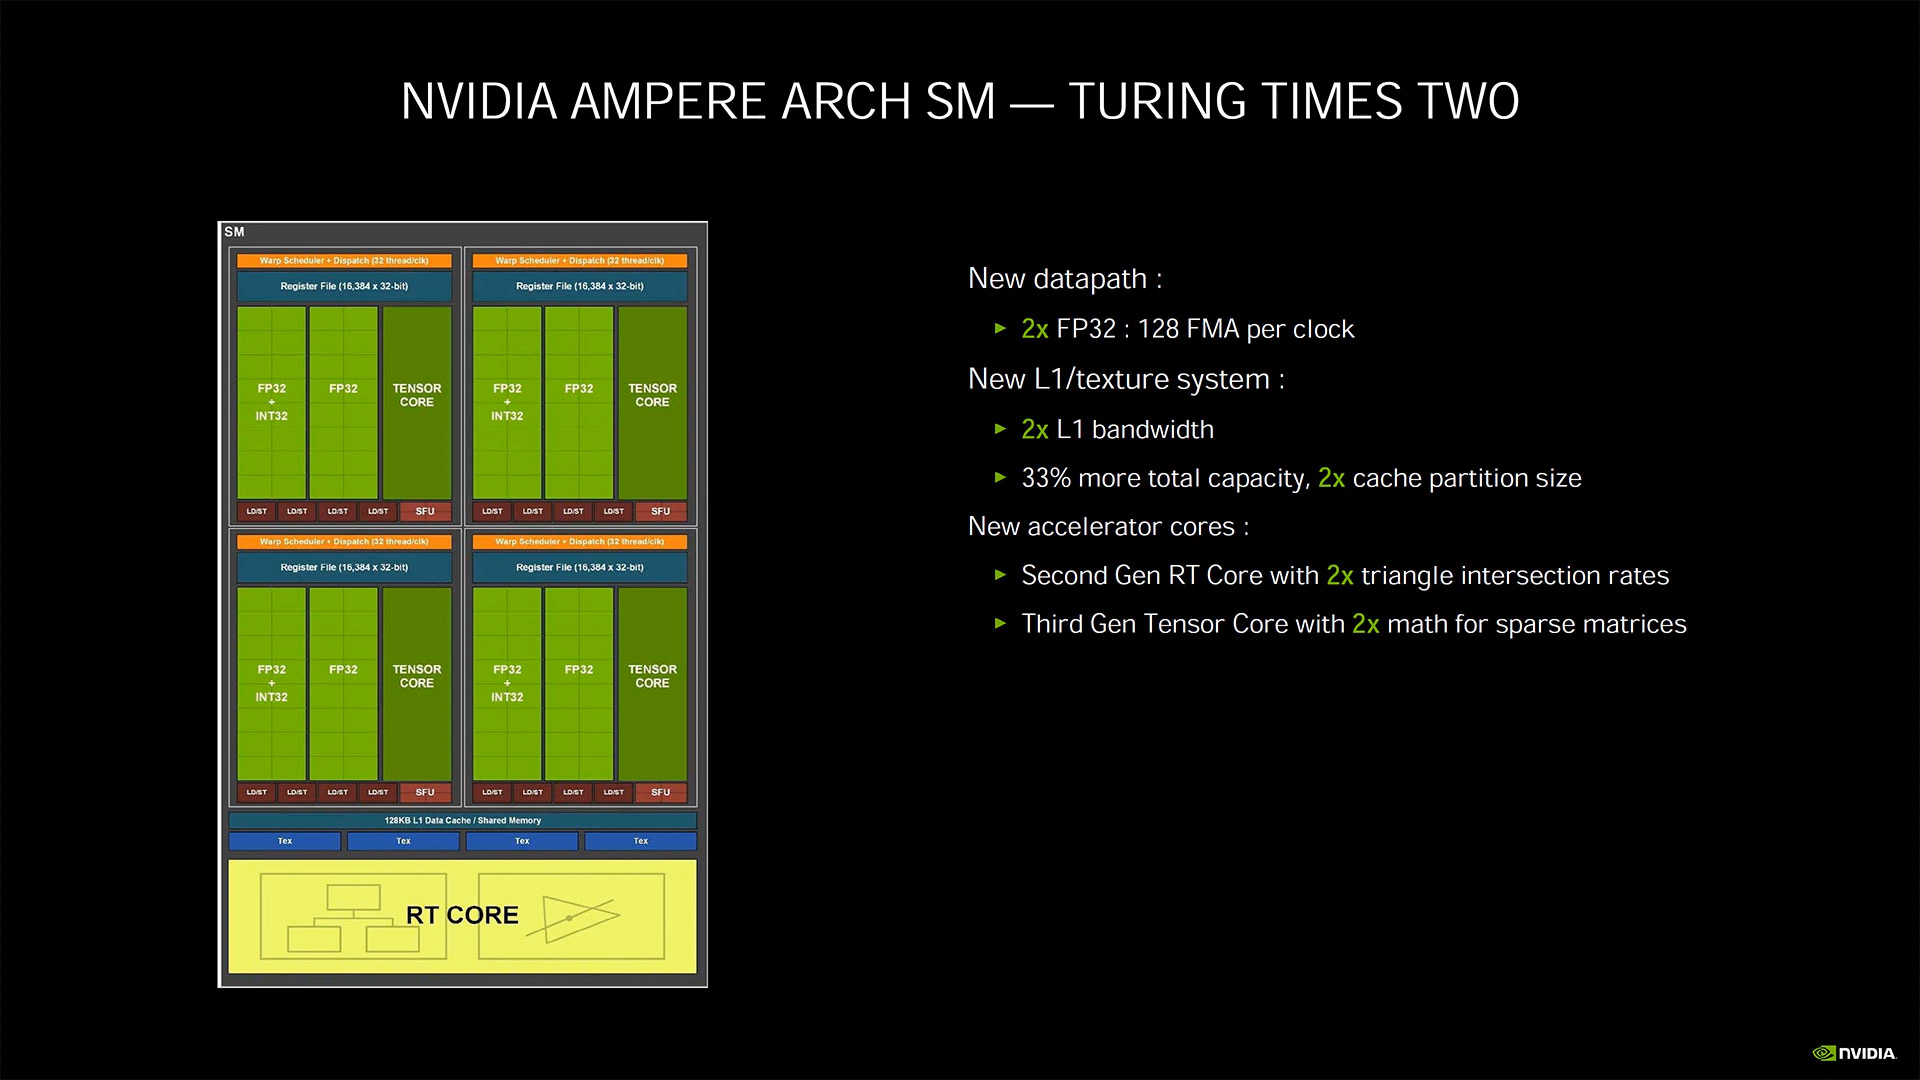 NVIDIA AMPERE ARCH SM — TURING TIMES TWO
SM
Warp Scheduler + Dispatch (32 thread/clk)
Register File (16,384 x 32-bit)
FP32
+
INT32
FP32
TENSOR
CORE
LD/ST LD/ST LD/ST LD/ST SFU
Warp Scheduler + Dispatch (32 thread/clk)
Register File (16,384 x 32-bit)
FP32
+
INT32
FP32
TENSOR
CORE
LD/ST LD/ST LD/ST LD/ST SFU
Warp Scheduler + Dispatch (32 thread/clk)
Register File (16,384 x 32-bit)
FP32
+
INT32
FP32
TENSOR
CORE
LD/ST LD/ST LD/ST LD/ST SFU
Warp Scheduler + Dispatch (32 thread/clk)
Register File (16,384 x 32-bit)
FP32
+
INT32
FP32
TENSOR
CORE
LD/ST LD/ST LD/ST LD/ST SFU
128KB L1 Data Cache / Shared Memory
Tex Tex Tex Tex
RT CORE
New datapath :
2x FP32 : 128 FMA per clock
New L1/texture system :
2x L1 bandwidth
33% more total capacity, 2x cache partition size
New accelerator cores :
Second Gen RT Core with 2x triangle intersection rates
Third Gen Tensor Core with 2x math for sparse matrices
NVIDIA.